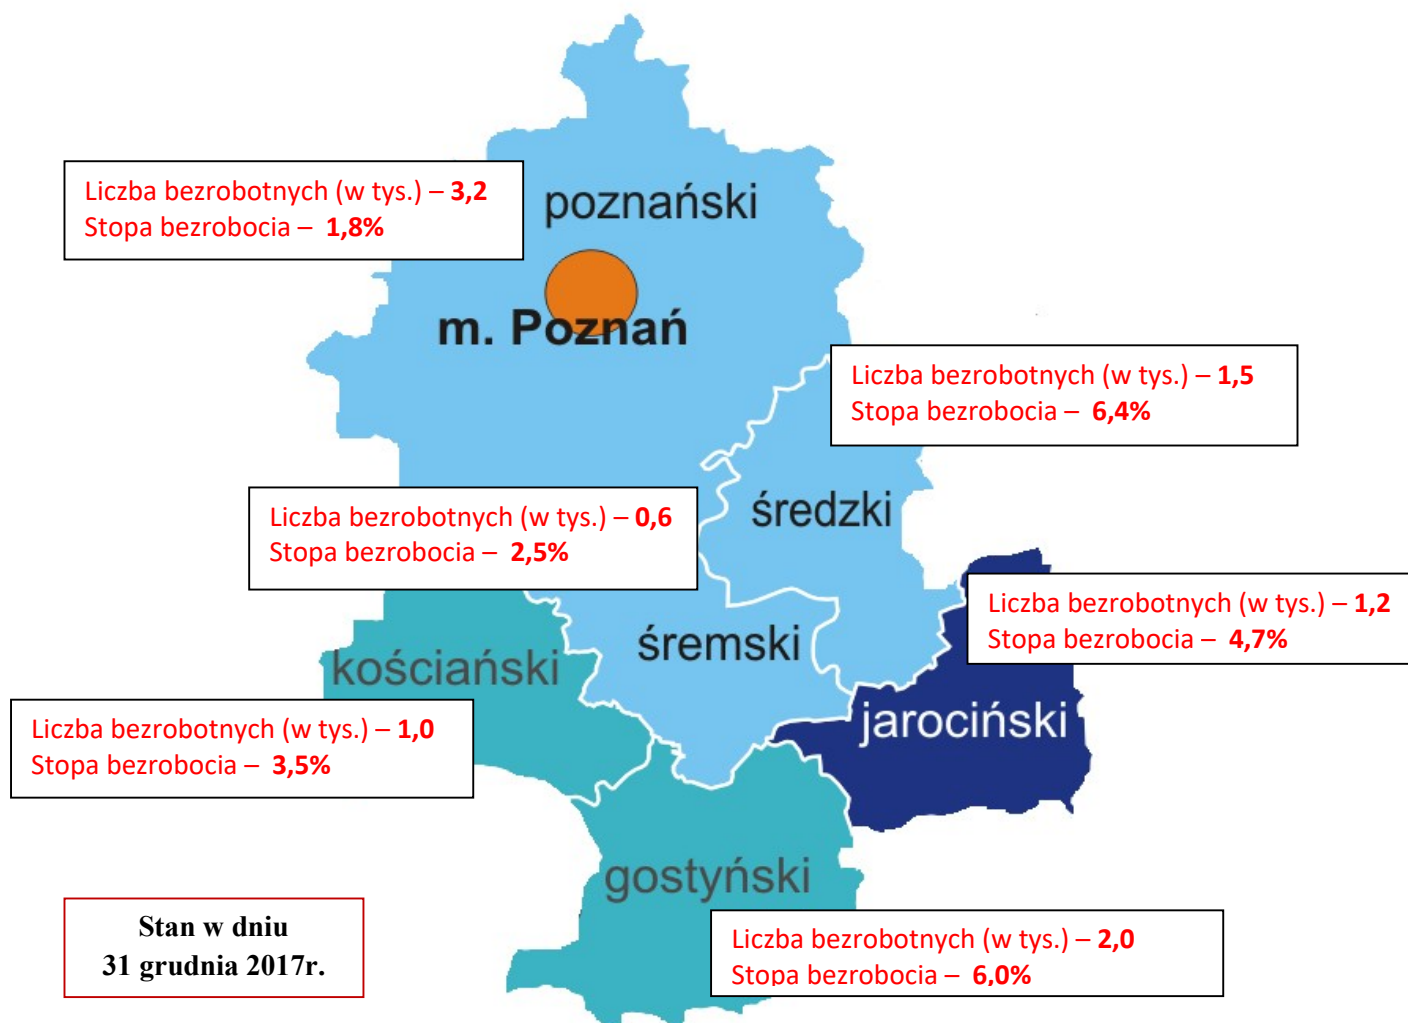 Liczba bezrobotnych (w tys.) – 3,2
Stopa bezrobocia – 1,8%
poznański
m. Poznań
Liczba bezrobotnych (w tys.) – 1,5
Stopa bezrobocia – 6,4%
Liczba bezrobotnych (w tys.) – 0,6
Stopa bezrobocia – 2,5%
średzki
Liczba bezrobotnych (w tys.) – 1,2
Stopa bezrobocia – 4,7%
śremski
kościański
Liczba bezrobotnych (w tys.) – 1,0
Stopa bezrobocia – 3,5%
jarociński
gostyński
Stan w dniu
31 grudnia 2017r.
Liczba bezrobotnych (w tys.) – 2,0
Stopa bezrobocia – 6,0%